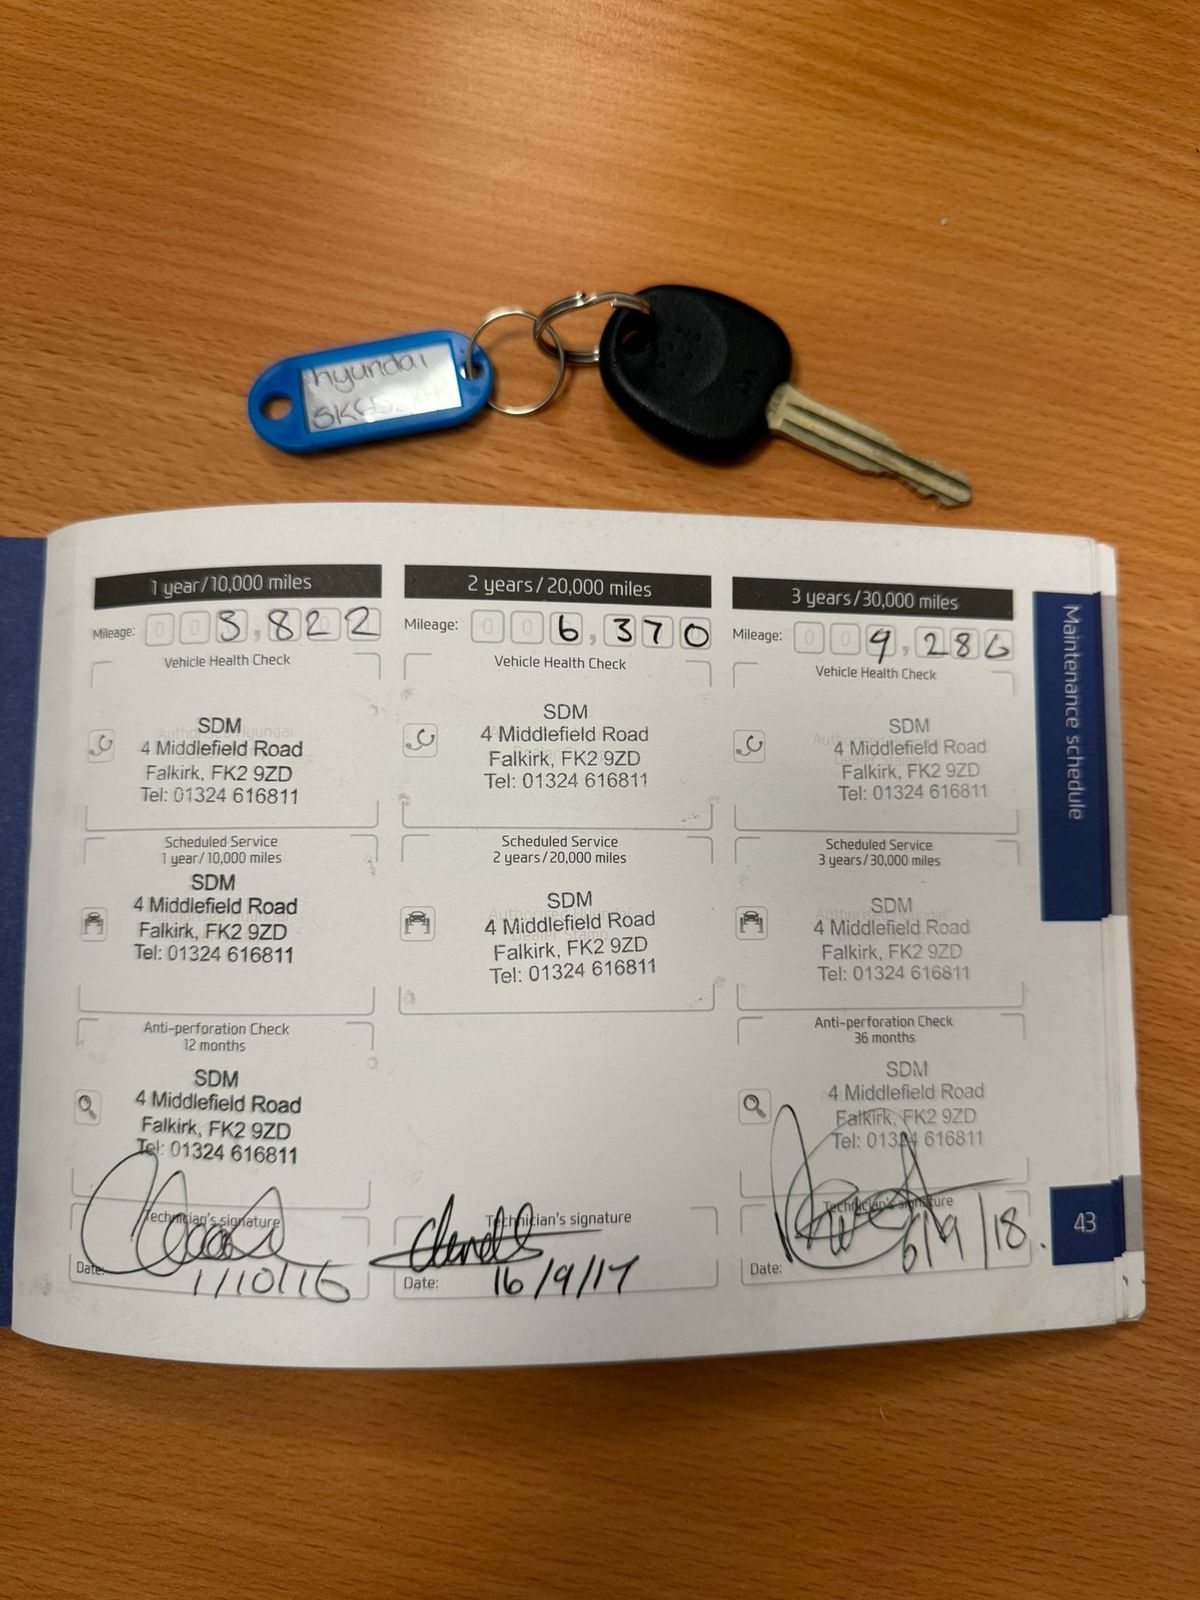 hyundai
1 year/10,000 miles
Mileage: 003,822
Vehicle Health Check
SDM
4 Middlefield Road
Falkirk, FK2 9ZD
Tel: 01324 616811
Scheduled Service
1 year/10,000 miles
SDM
4 Middlefield Road
Falkirk, FK2 9ZD
Tel: 01324 616811
Anti-perforation Check
12 months
SDM
4 Middlefield Road
Falkirk, FK2 9ZD
Tel: 01324 616811
Technician's signature
Date: 1/10/16
2 years/20,000 miles
Mileage: 006,370
Vehicle Health Check
SDM
4 Middlefield Road
Falkirk, FK2 9ZD
Tel: 01324 616811
Scheduled Service
2 years/20,000 miles
SDM
4 Middlefield Road
Falkirk, FK2 9ZD
Tel: 01324 616811
Technician's signature
Date: 16/9/17
3 years/30,000 miles
Mileage: 009,286
Vehicle Health Check
SDM
4 Middlefield Road
Falkirk, FK2 9ZD
Tel: 01324 616811
Scheduled Service
3 years/30,000 miles
SDM
4 Middlefield Road
Falkirk, FK2 9ZD
Tel: 01324 616811
Anti-perforation Check
36 months
SDM
4 Middlefield Road
Falkirk, FK2 9ZD
Tel: 01324 616811
Technician's signature
Date: 6/9/18.
Maintenance schedule
43